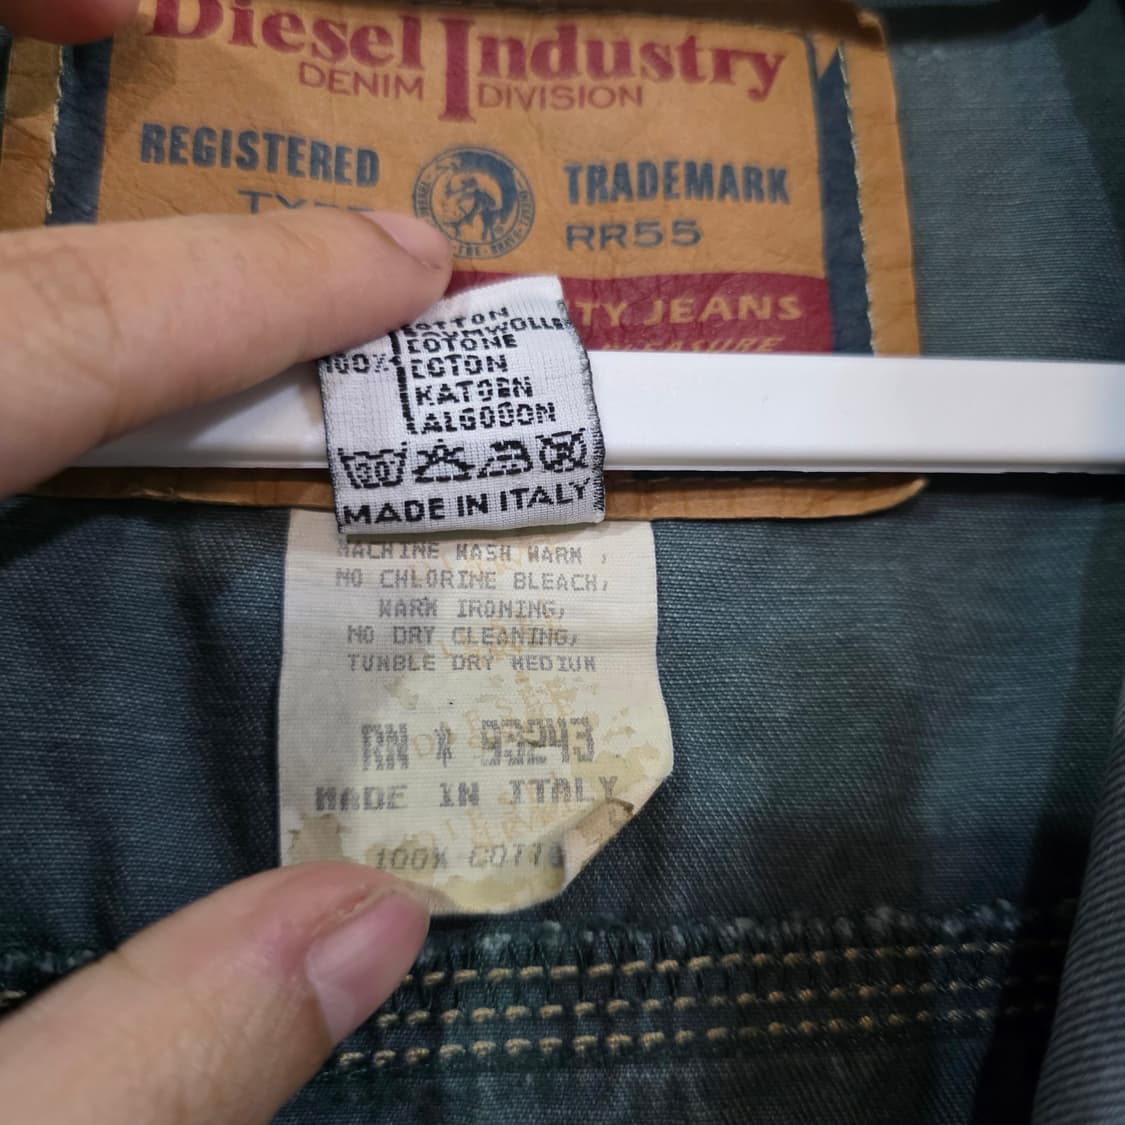 Diesel Industry
DENIM DIVISION
REGISTERED TRADEMARK
RR55
TY JEANS
COTTON
100% COTONE
COTON
KATOEN
ALGODON
30
MADE IN ITALY
MACHINE WASH WARM,
NO CHLORINE BLEACH,
WARM IRONING,
NO DRY CLEANING,
TUMBLE DRY MEDIUM
RN # 93243
MADE IN ITALY
100% COTTO